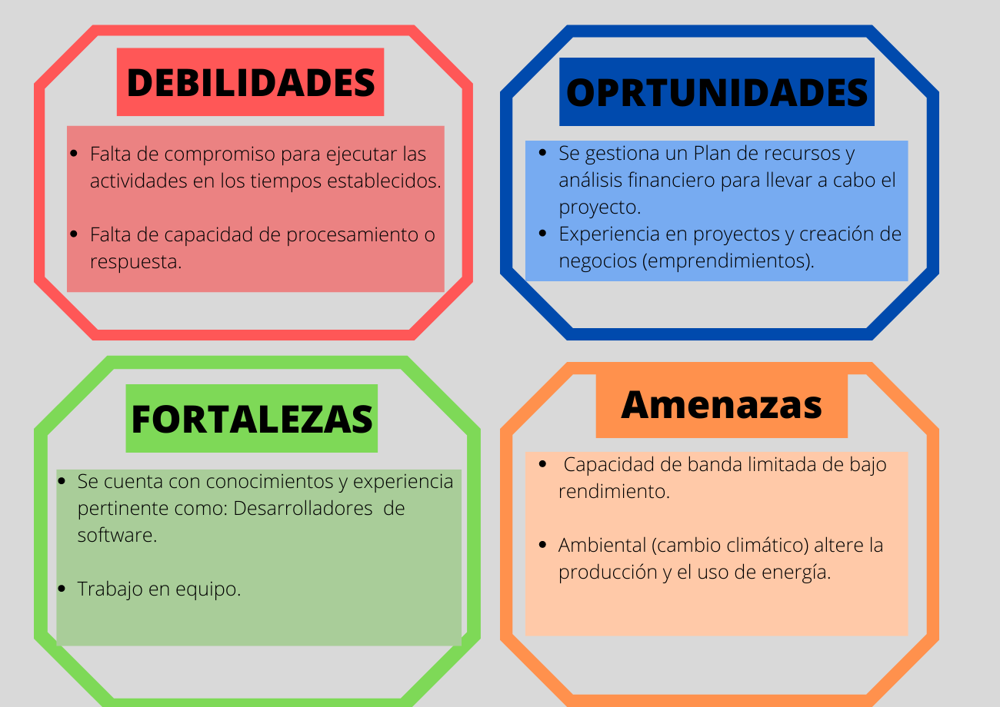 DEBILIDADES
• Falta de compromiso para ejecutar las
actividades en los tiempos establecidos.
• Falta de capacidad de procesamiento o
respuesta.
OPRTUNIDADES
• Se gestiona un Plan de recursos y
análisis financiero para llevar a cabo el
proyecto.
• Experiencia en proyectos y creación de
negocios (emprendimientos).
FORTALEZAS
• Se cuenta con conocimientos y experiencia
pertinente como: Desarrolladores  de
software.
• Trabajo en equipo.
Amenazas
• Capacidad de banda limitada de bajo
rendimiento.
• Ambiental (cambio climático) altere la
producción y el uso de energía.